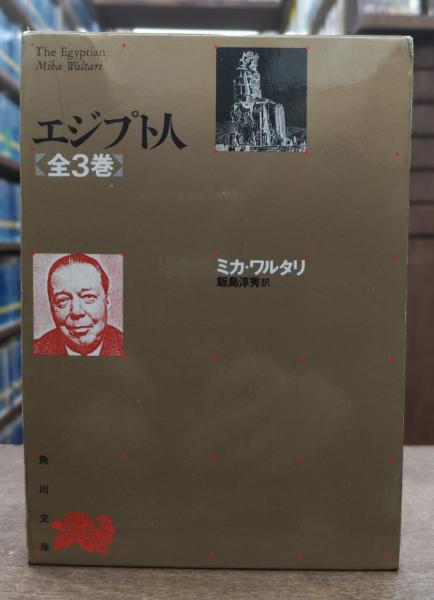 The Egyptian
Mika Waltari
エジプト人
【全3巻】
ミカ・ワルタリ
飯島淳秀訳
角川文庫